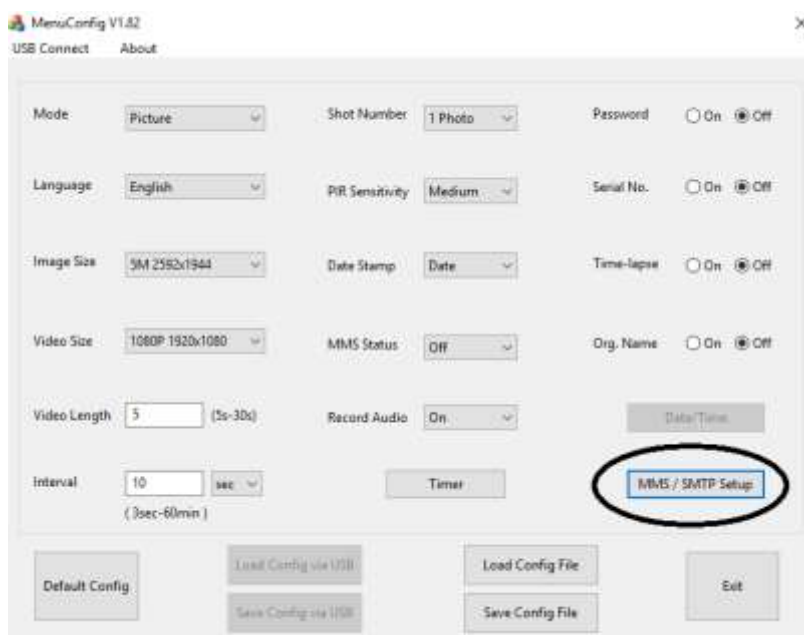 MenuConfig V1.82
USB Connect About
Mode Picture Shot Number 1 Photo Password On Off
Language English PIR Sensitivity Medium Serial No. On Off
Image Size 5M 2592x1944 Date Stamp Date Time-lapse On Off
Video Size 1080P 1920x1080 MMS Status Off Org. Name On Off
Video Length 5 (5s-30s) Record Audio On Date/Time
Interval 10 sec Timer MMS / SMTP Setup
( 3sec-60min )
Default Config Load Config via USB Load Config File Exit
Save Config via USB Save Config File